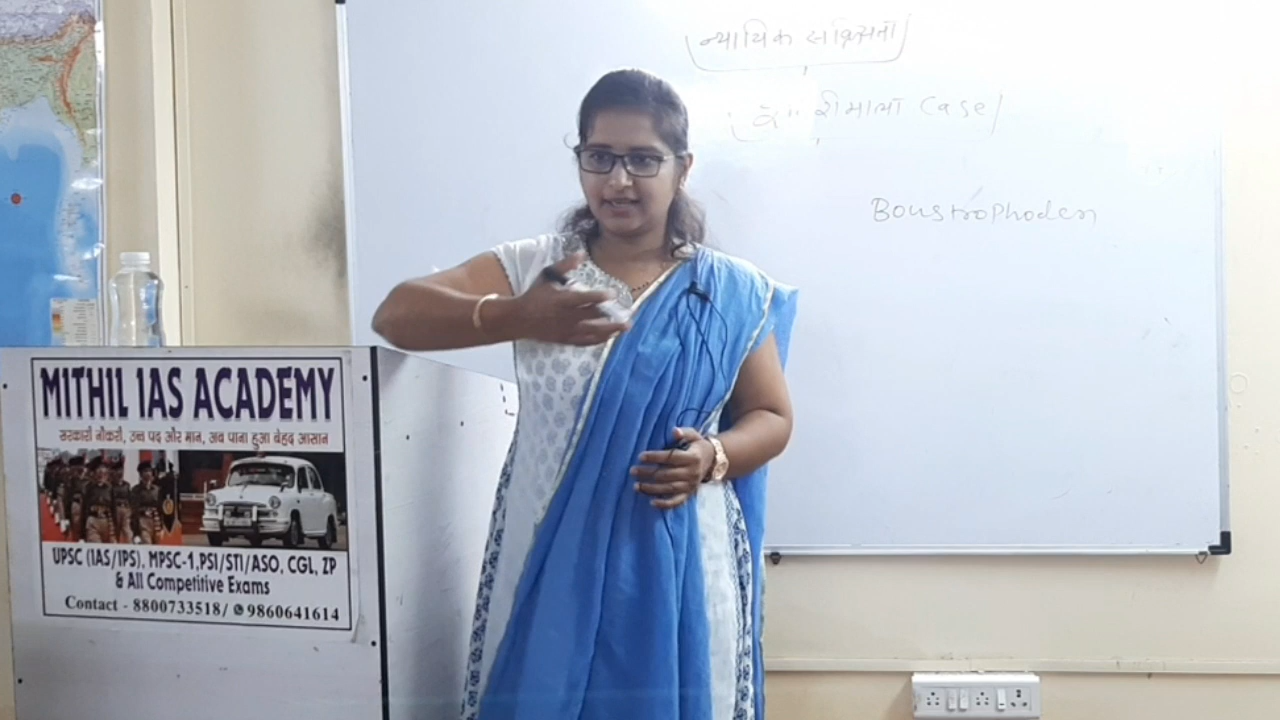 न्यायिक सक्रियता
Case
Boustrophoden
MITHIL IAS ACADEMY
सरकारी नौकरी, उच्च पद और मान, अब पाना हुआ बेहद आसान
UPSC (IAS/IPS), MPSC-1,PSI/STI/ASO, CGL, ZP
& All Competitive Exams
Contact - 8800733518/ 9860641614